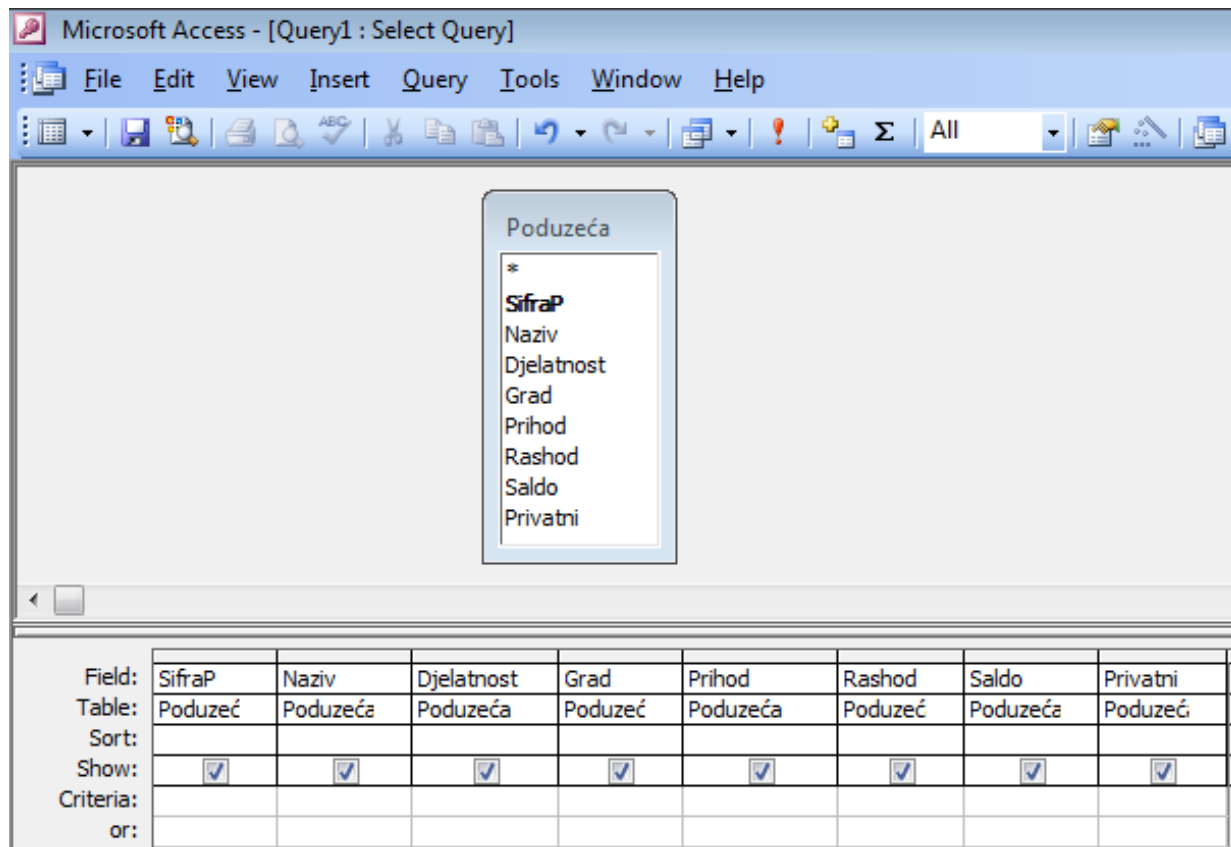 Microsoft Access - [Query1 : Select Query]
File Edit View Insert Query Tools Window Help
ABC Σ All
Poduzeća
*
SifraP
Naziv
Djelatnost
Grad
Prihod
Rashod
Saldo
Privatni
Field: SifraP Naziv Djelatnost Grad Prihod Rashod Saldo Privatni
Table: Poduzeć Poduzeća Poduzeća Poduzeć Poduzeća Poduzeć Poduzeća Poduzeć
Sort:
Show:
Criteria:
or: